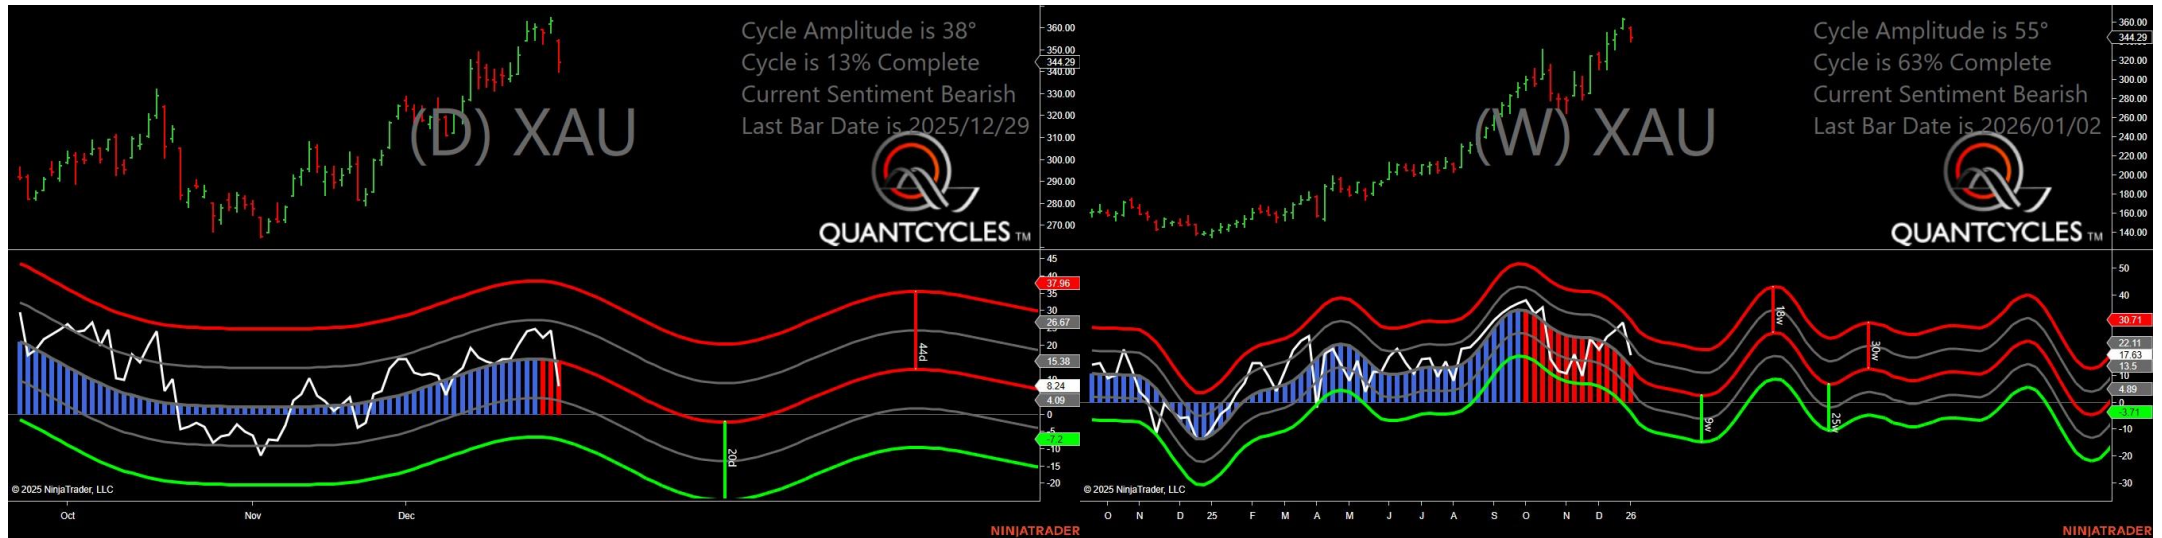 Cycle Amplitude is 38°
Cycle is 13% Complete
Current Sentiment Bearish
Last Bar Date is 2025/12/29
(D) XAU
QUANTCYCLES TM
360.00
350.00
344.29
340.00
330.00
320.00
310.00
300.00
290.00
280.00
270.00
45
40
37.96
35
30
26.67
20
15.38
10
8.24
4.09
0
-5
-7.2
-10
-15
-20
44d
20d
© 2025 NinjaTrader, LLC
Oct Nov Dec
NINJATRADER
Cycle Amplitude is 55°
Cycle is 63% Complete
Current Sentiment Bearish
Last Bar Date is 2026/01/02
(W) XAU
QUANTCYCLES TM
360.00
344.29
320.00
300.00
280.00
260.00
240.00
220.00
200.00
180.00
160.00
140.00
50
40
30.71
22.11
17.63
13.5
10
4.89
0
-3.71
-10
-20
-30
18w
30w
9w
25w
© 2025 NinjaTrader, LLC
O N D 25 F M A M J J A S O N D 26
NINJATRADER